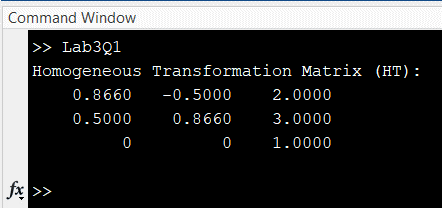 Command Window
>> Lab3Q1
Homogeneous Transformation Matrix (HT):
0.8660 -0.5000 2.0000
0.5000 0.8660 3.0000
0 0 1.0000
fx >>